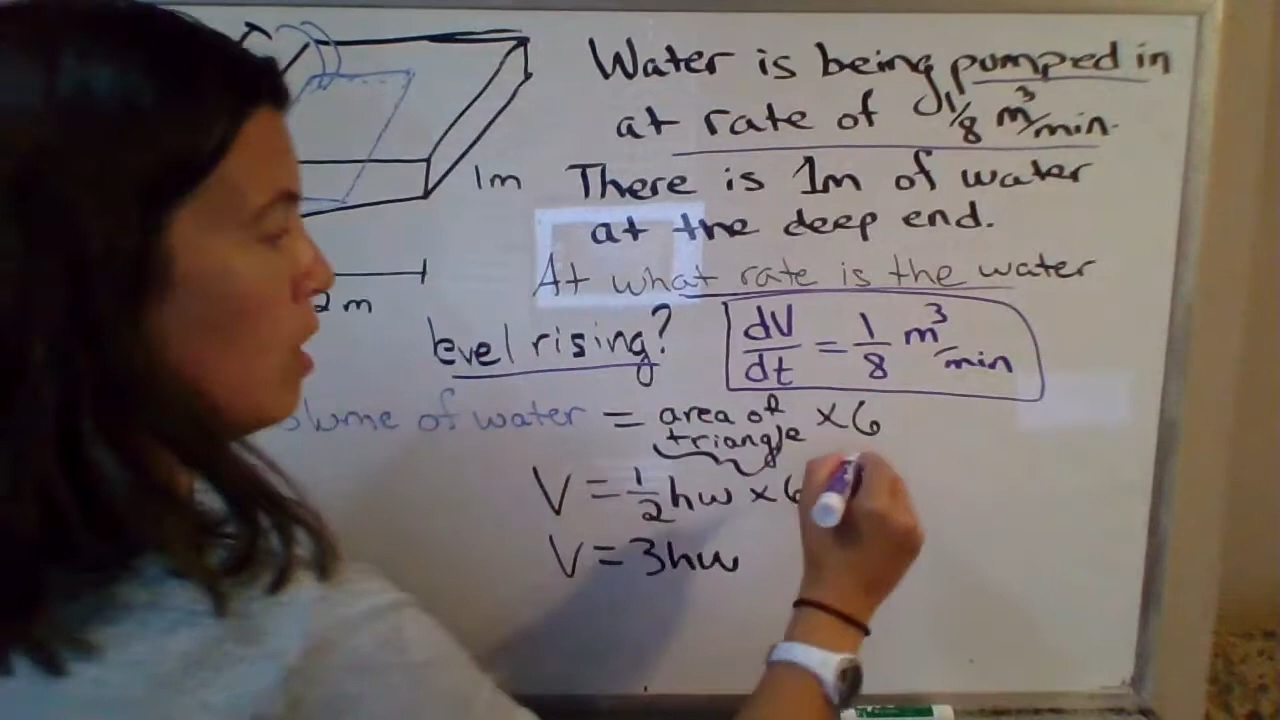 Water is being pumped in
at rate of 1/8 m³/min.
1m
There is 1m of water
at the deep end.
At what rate is the water
2m
level rising?
dV/dt = 1/8 m³/min
volume of water = area of triangle × 6
V = 1/2 hw × 6
V = 3hw